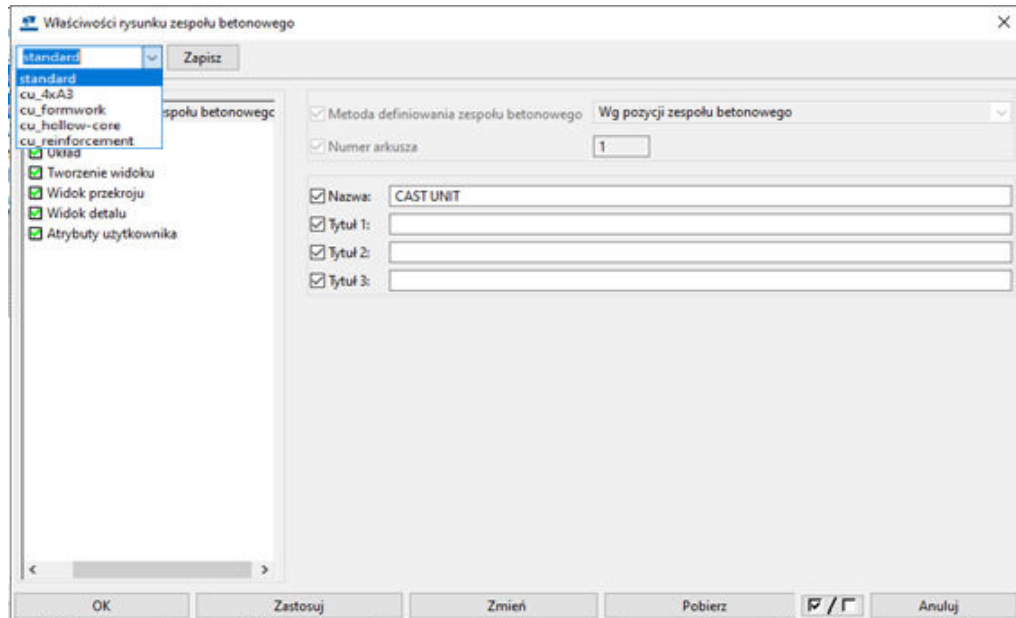 Właściwości rysunku zespołu betonowego
standard
Zapisz
standard
cu_4xA3
cu_formwork
społu betonowegc
cu_hollow-core
cu_reinforcement
Układ
Tworzenie widoku
Widok przekroju
Widok detalu
Atrybuty użytkownika
Metoda definiowania zespołu betonowego
Wg pozycji zespołu betonowego
Numer arkusza
1
Nazwa:
CAST UNIT
Tytuł 1:
Tytuł 2:
Tytuł 3:
OK
Zastosuj
Zmień
Pobierz
Anuluj